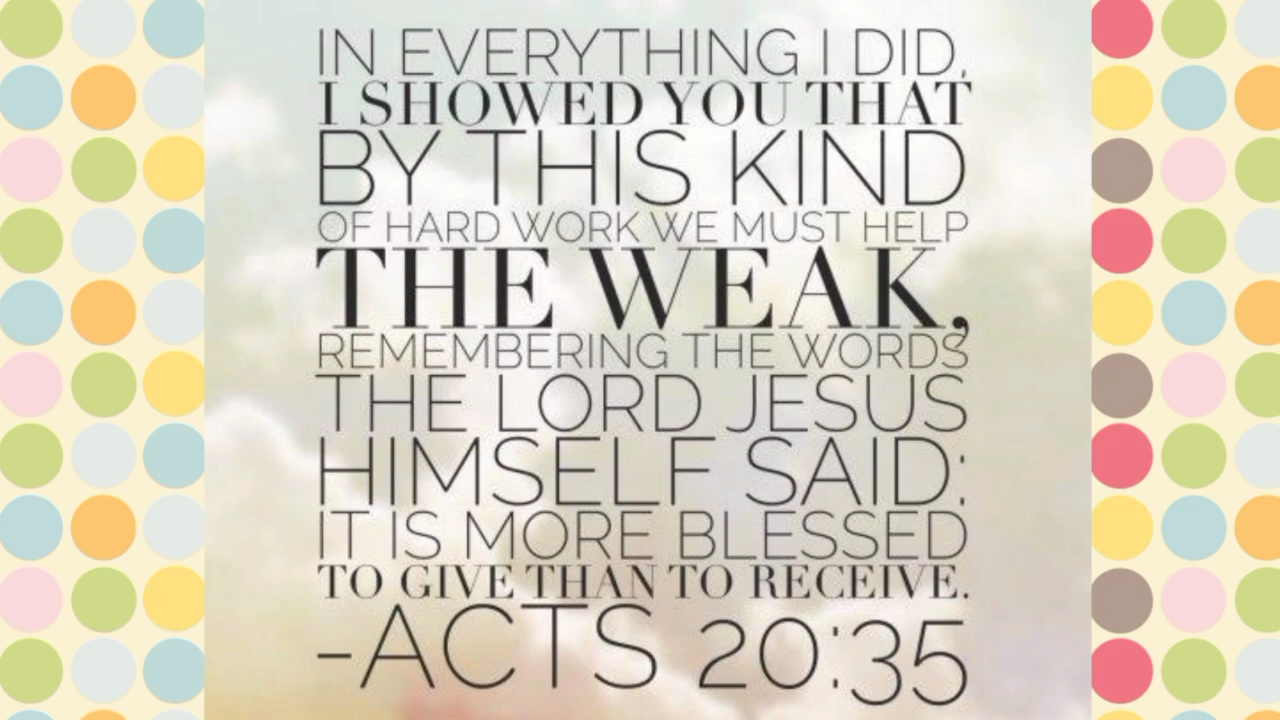 IN EVERYTHING I DID,
I SHOWED YOU THAT
BY THIS KIND
OF HARD WORK WE MUST HELP
THE WEAK,
REMEMBERING THE WORDS
THE LORD JESUS
HIMSELF SAID:
IT IS MORE BLESSED
TO GIVE THAN TO RECEIVE.
-ACTS 20:35